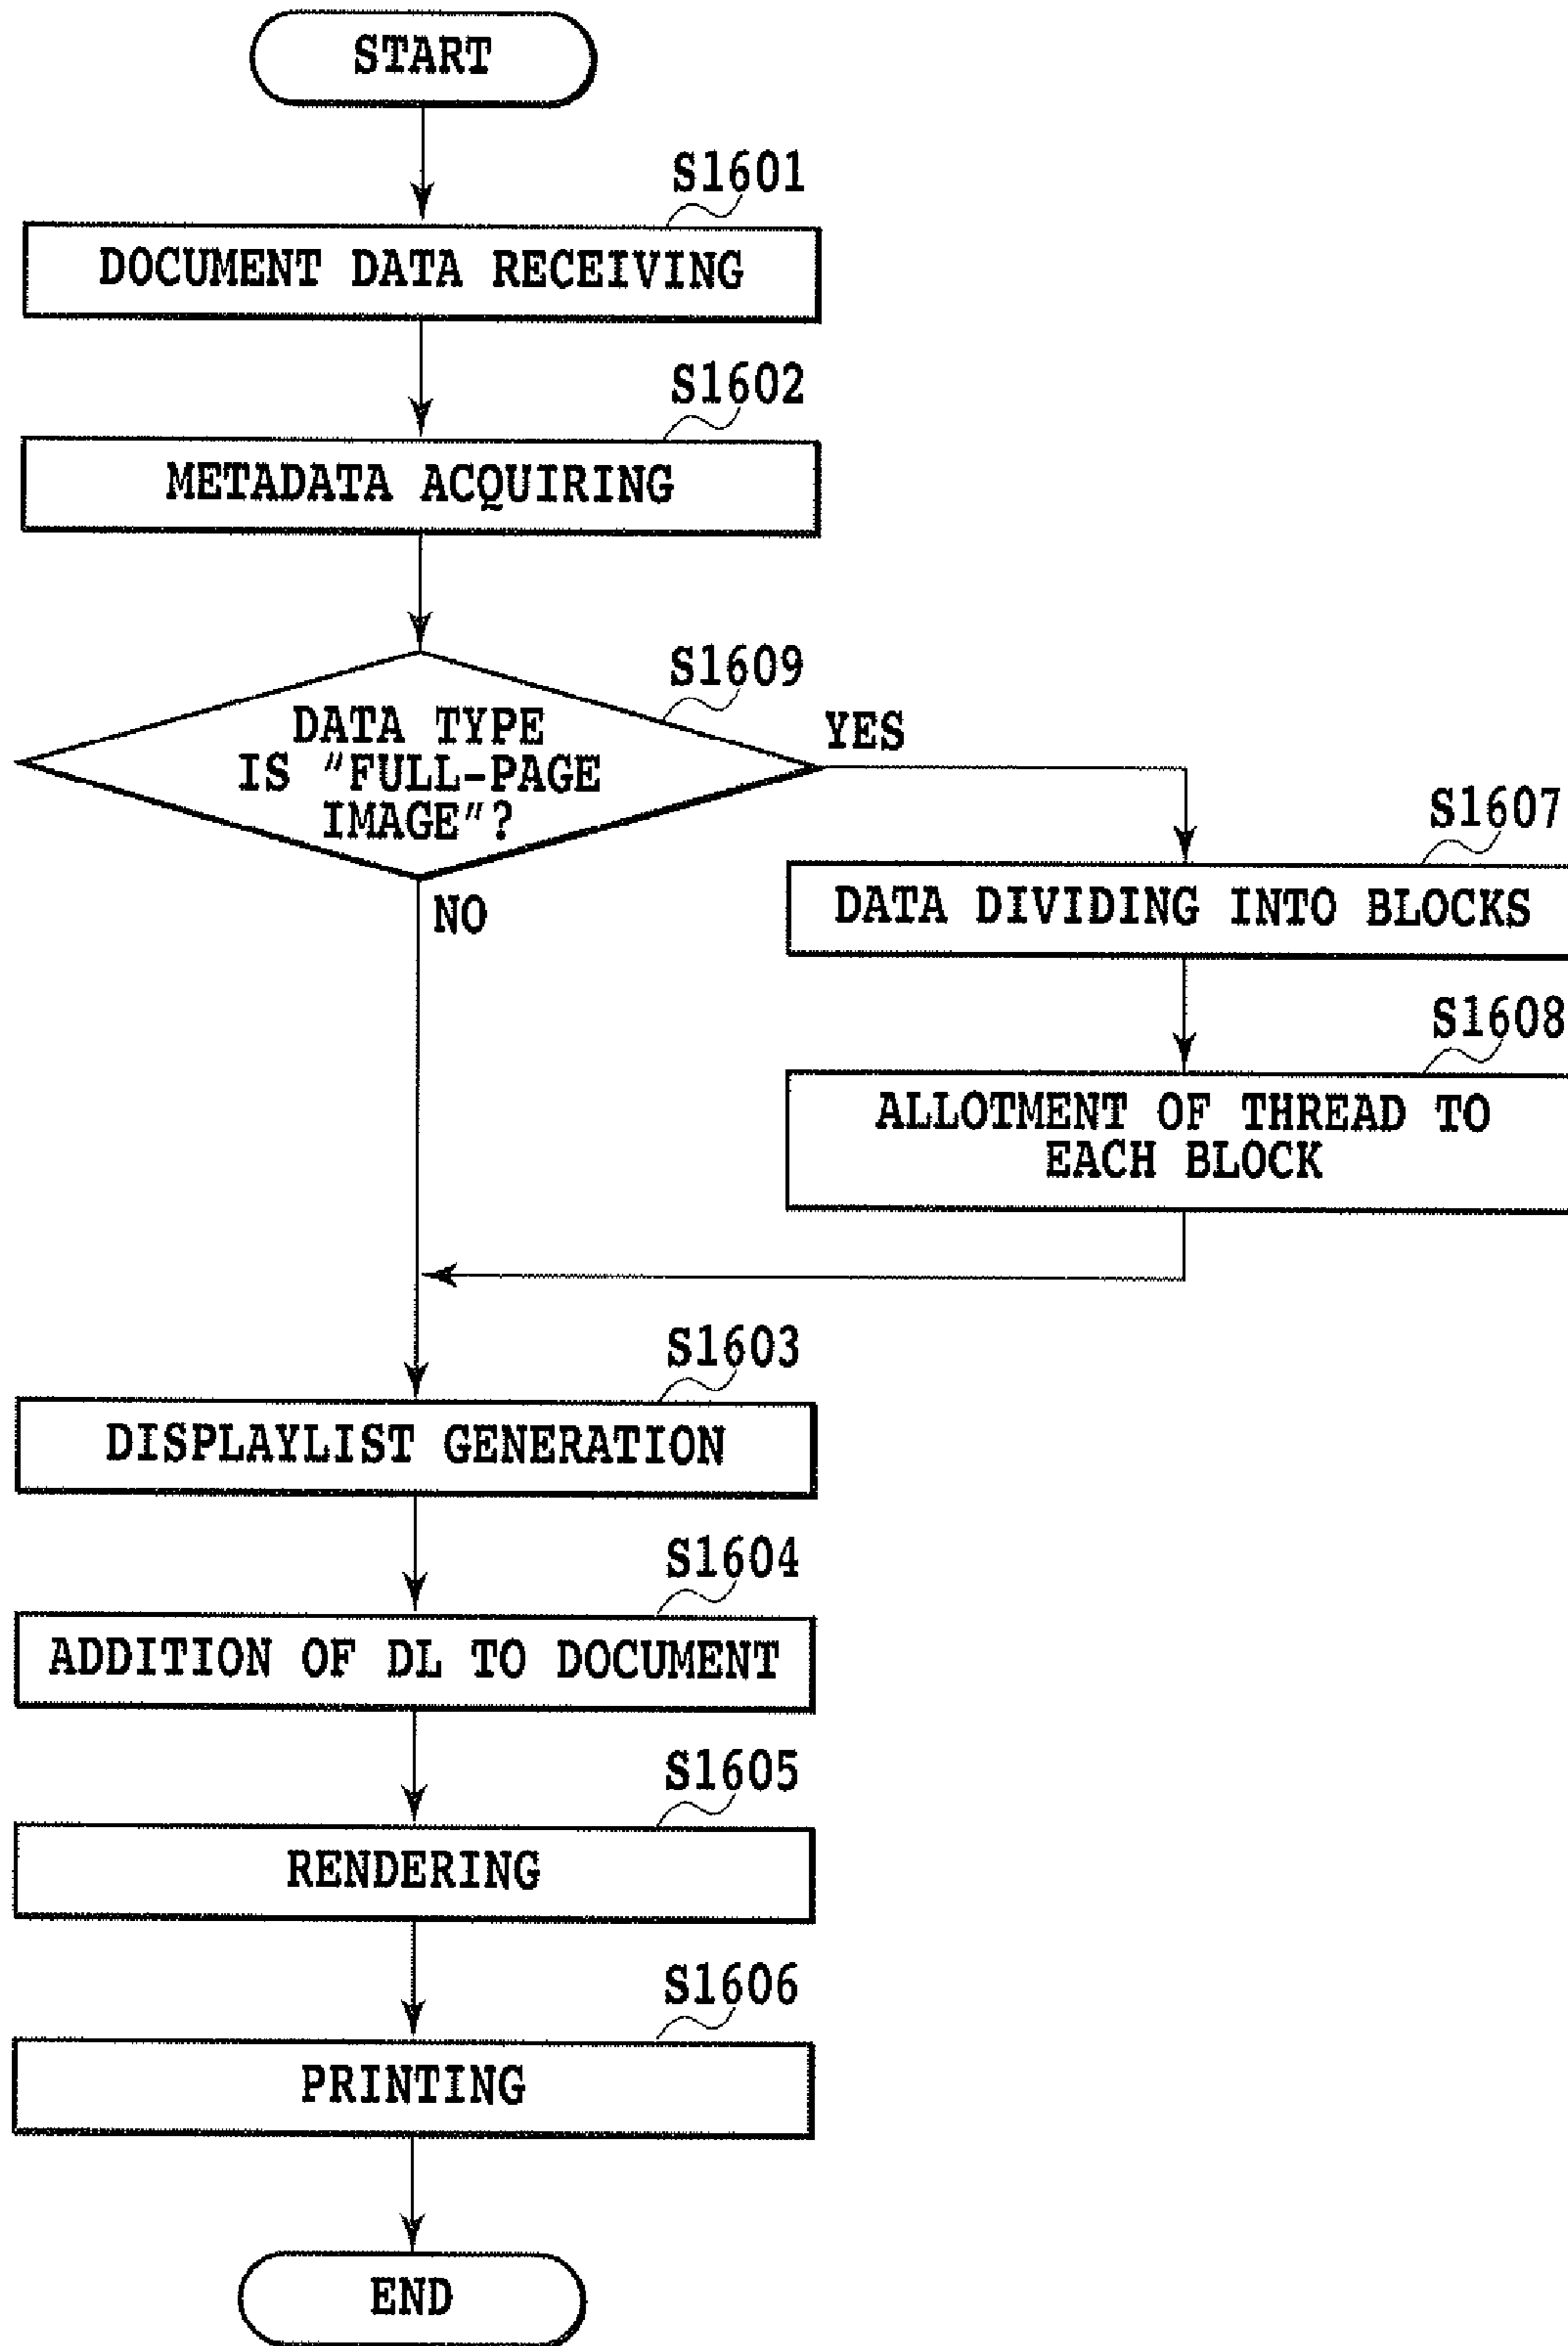 START
S1601
DOCUMENT DATA RECEIVING
S1602
METADATA ACQUIRING
S1609
DATA TYPE
IS "FULL-PAGE
IMAGE"?
YES
NO
S1607
DATA DIVIDING INTO BLOCKS
S1608
ALLOTMENT OF THREAD TO
EACH BLOCK
S1603
DISPLAYLIST GENERATION
S1604
ADDITION OF DL TO DOCUMENT
S1605
RENDERING
S1606
PRINTING
END